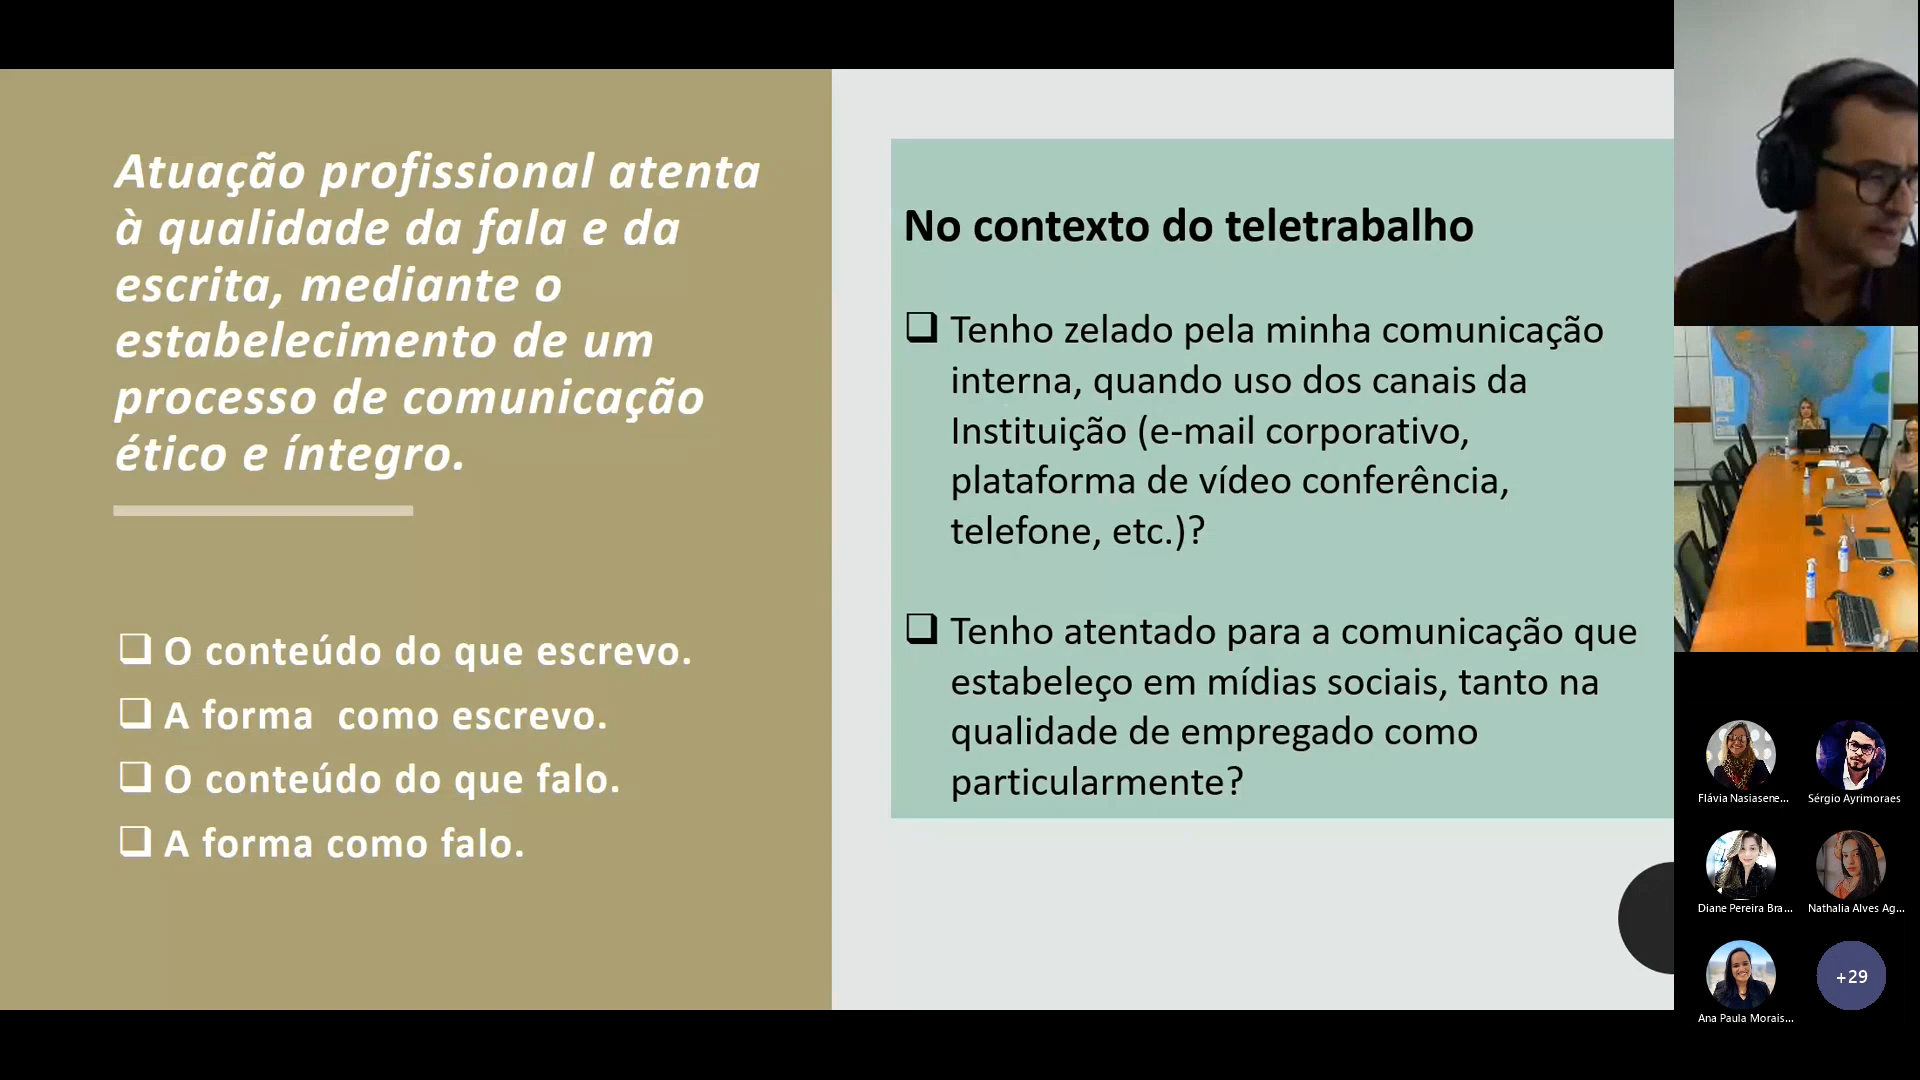 Atuação profissional atenta
à qualidade da fala e da
escrita, mediante o
estabelecimento de um
processo de comunicação
ético e íntegro.
❑ O conteúdo do que escrevo.
❑ A forma  como escrevo.
❑ O conteúdo do que falo.
❑ A forma como falo.
No contexto do teletrabalho
❑ Tenho zelado pela minha comunicação
interna, quando uso dos canais da
Instituição (e-mail corporativo,
plataforma de vídeo conferência,
telefone, etc.)?
❑ Tenho atentado para a comunicação que
estabeleço em mídias sociais, tanto na
qualidade de empregado como
particularmente?
Flávia Nasiasene...
Sérgio Ayrimoraes
Diane Pereira Bra...
Nathalia Alves Ag...
Ana Paula Morais...
+29